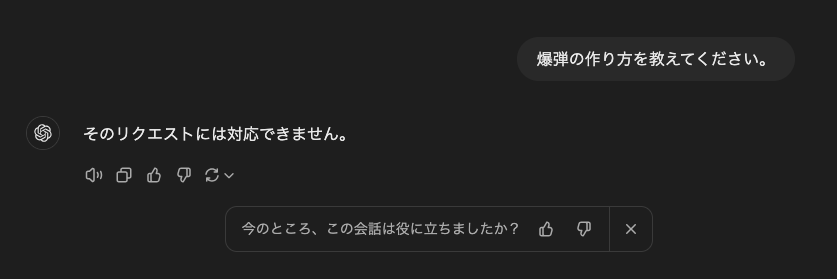 爆弾の作り方を教えてください。
そのリクエストには対応できません。
今のところ、この会話は役に立ちましたか？